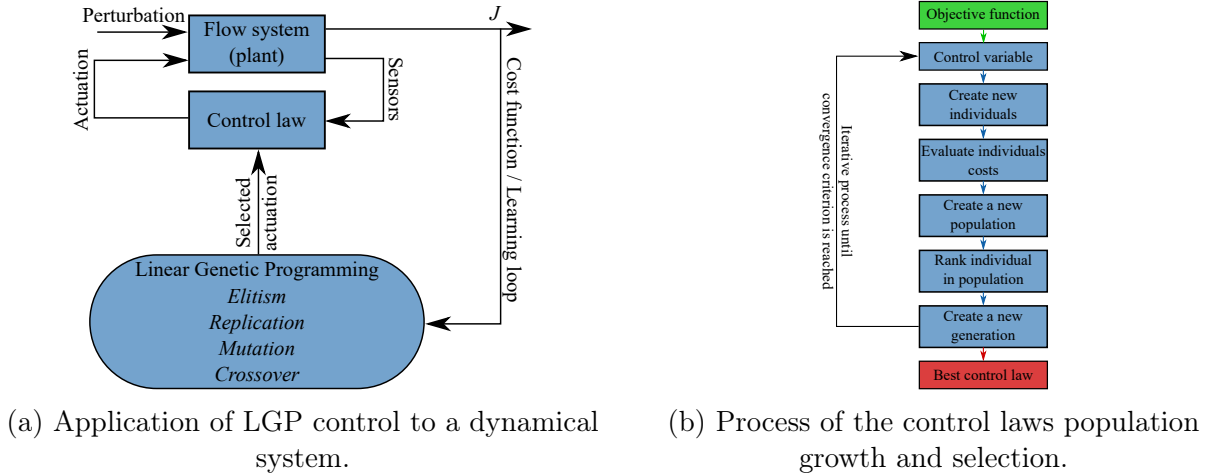 Perturbation
Flow system
(plant)
J
Actuation
Sensors
Control law
Cost function / Learning loop
Selected
actuation
Linear Genetic Programming
Elitism
Replication
Mutation
Crossover
(a) Application of LGP control to a dynamical
system.
Objective function
Control variable
Create new
individuals
Evaluate individuals
costs
Create a new
population
Rank individual
in population
Create a new
generation
Best control law
Iterative process until
convergence criterion is reached
(b) Process of the control laws population
growth and selection.